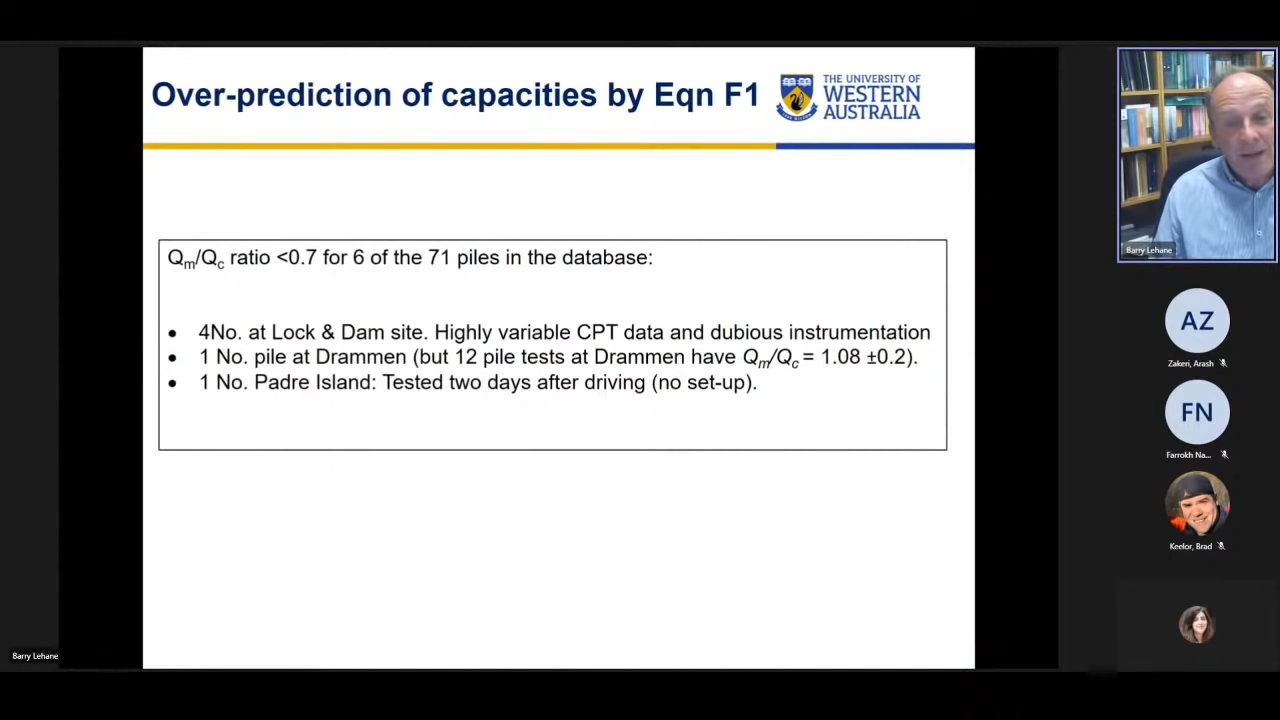 Over-prediction of capacities by Eqn F1
THE UNIVERSITY OF
WESTERN
AUSTRALIA
Qm/Qc ratio <0.7 for 6 of the 71 piles in the database:
• 4No. at Lock & Dam site. Highly variable CPT data and dubious instrumentation
• 1 No. pile at Drammen (but 12 pile tests at Drammen have Qm/Qc = 1.08 ±0.2).
• 1 No. Padre Island: Tested two days after driving (no set-up).
Barry Lehane
AZ
Zakeri, Arash
FN
Farrokh Na...
Keelor, Brad
Barry Lehane